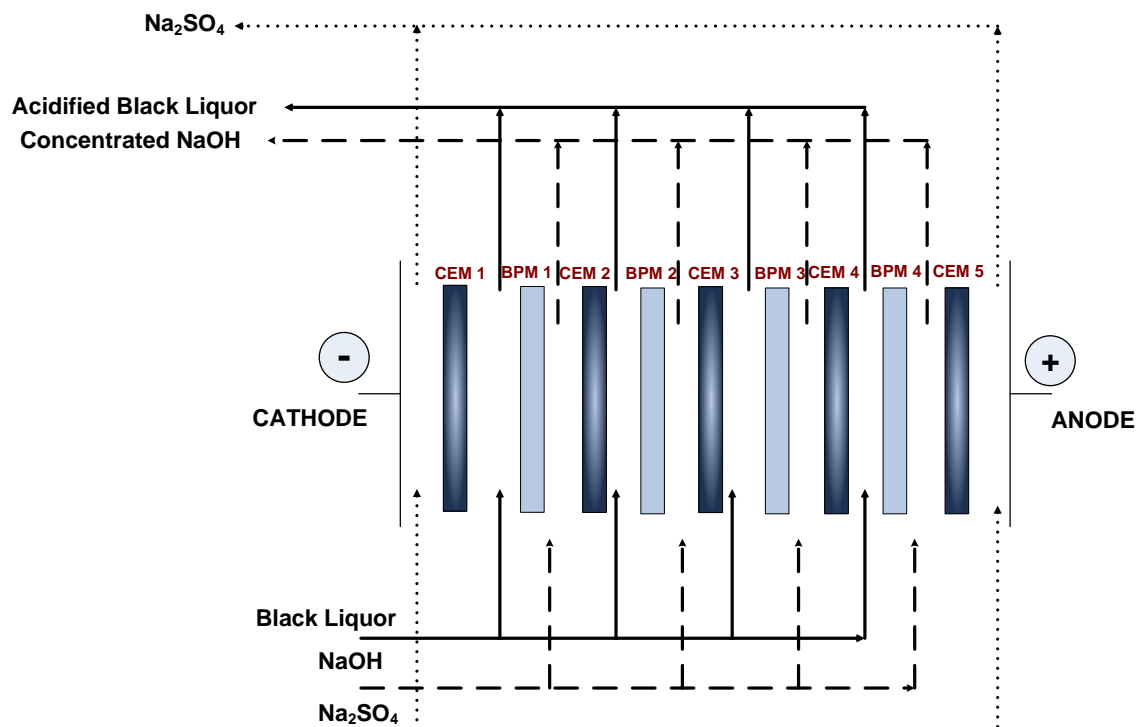 Na₂SO₄
Acidified Black Liquor
Concentrated NaOH
CEM 1 BPM 1 CEM 2 BPM 2 CEM 3 BPM 3 CEM 4 BPM 4 CEM 5
- +
CATHODE ANODE
Black Liquor
NaOH
Na₂SO₄